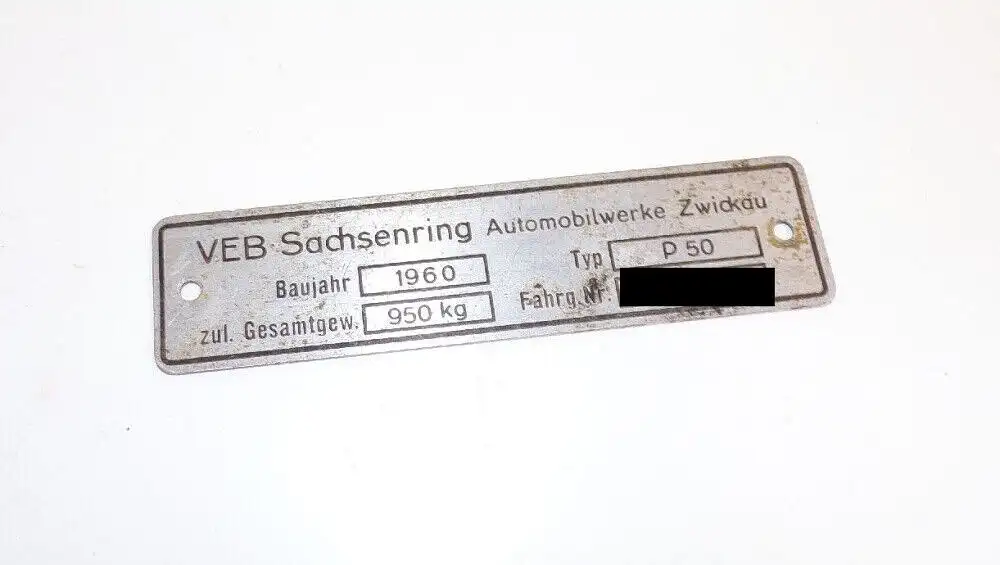 VEB Sachsenring Automobilwerke Zwickau
Baujahr 1960 Typ P 50
zul. Gesamtgew. 950 kg Fahrg.Nr.